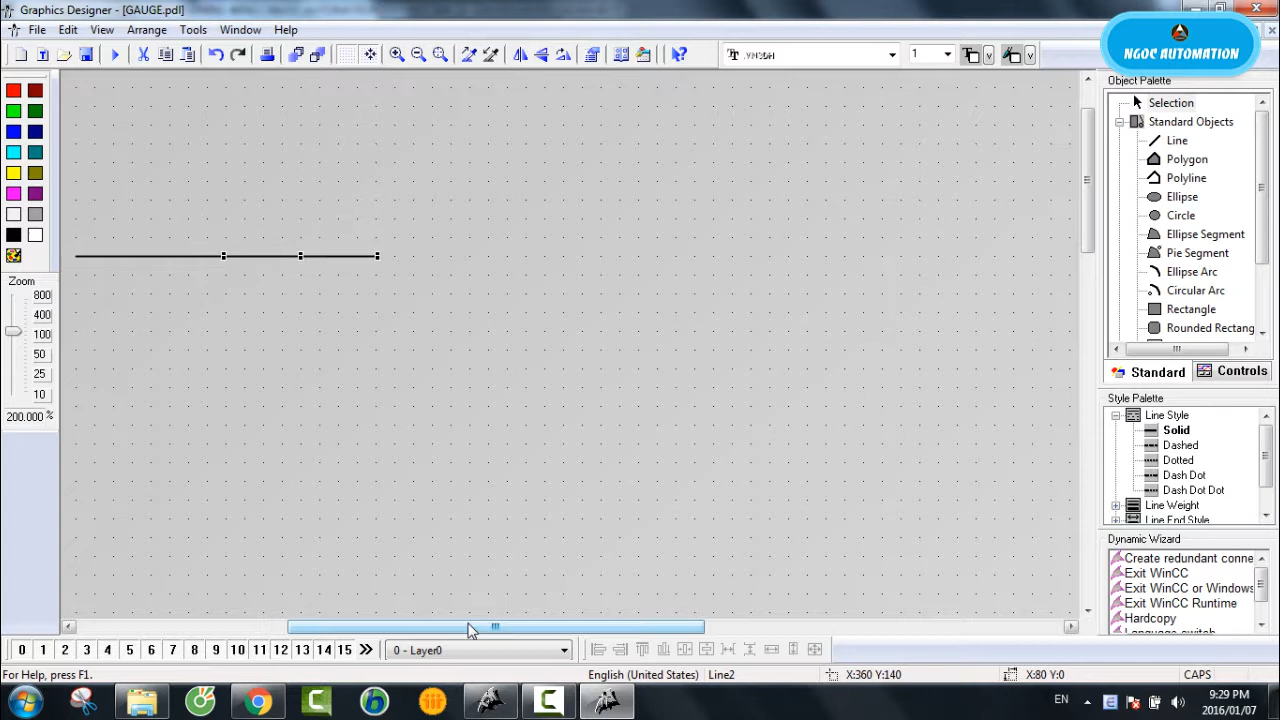 Graphics Designer - [GAUGE.pdl]
NGOC AUTOMATION
File Edit View Arrange Tools Window Help
1
Object Palette
Selection
Standard Objects
Line
Polygon
Polyline
Ellipse
Circle
Ellipse Segment
Pie Segment
Ellipse Arc
Circular Arc
Rectangle
Rounded Rectang
Standard Controls
Zoom
800
400
100
50
25
10
200.000 %
Style Palette
Line Style
Solid
Dashed
Dotted
Dash Dot
Dash Dot Dot
Line Weight
Line End Style
Dynamic Wizard
Create redundant conne
Exit WinCC
Exit WinCC or Windows
Exit WinCC Runtime
Hardcopy
Language switch
0 1 2 3 4 5 6 7 8 9 10 11 12 13 14 15 0 - Layer0
For Help, press F1. English (United States) Line2 X:360 Y:140 X:80 Y:0 CAPS
EN 9:29 PM
2016/01/07